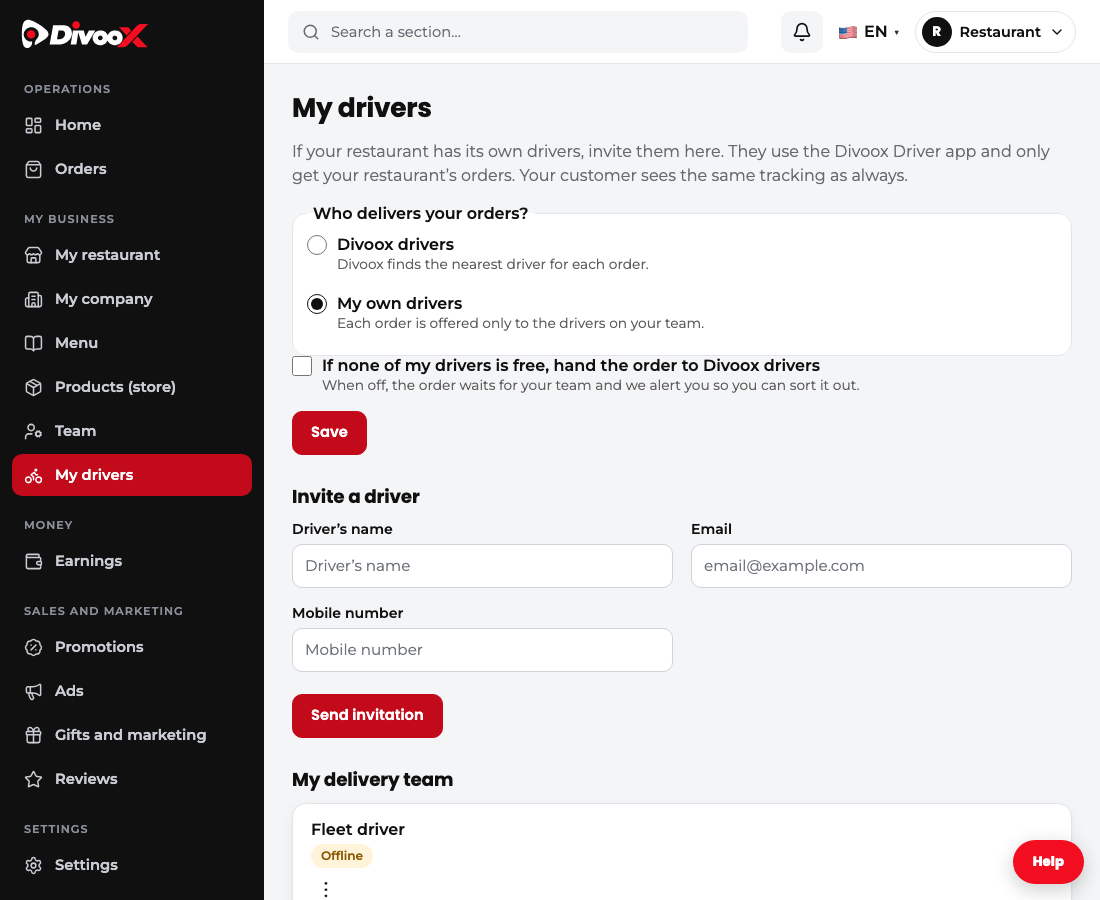 DivooX
OPERATIONS
Home
Orders
MY BUSINESS
My restaurant
My company
Menu
Products (store)
Team
My drivers
MONEY
Earnings
SALES AND MARKETING
Promotions
Ads
Gifts and marketing
Reviews
SETTINGS
Settings
Search a section...
EN
R
Restaurant
My drivers
If your restaurant has its own drivers, invite them here. They use the Divoox Driver app and only
get your restaurant’s orders. Your customer sees the same tracking as always.
Who delivers your orders?
Divoox drivers
Divoox finds the nearest driver for each order.
My own drivers
Each order is offered only to the drivers on your team.
If none of my drivers is free, hand the order to Divoox drivers
When off, the order waits for your team and we alert you so you can sort it out.
Save
Invite a driver
Driver’s name
Driver’s name
Email
email@example.com
Mobile number
Mobile number
Send invitation
My delivery team
Fleet driver
Offline
Help